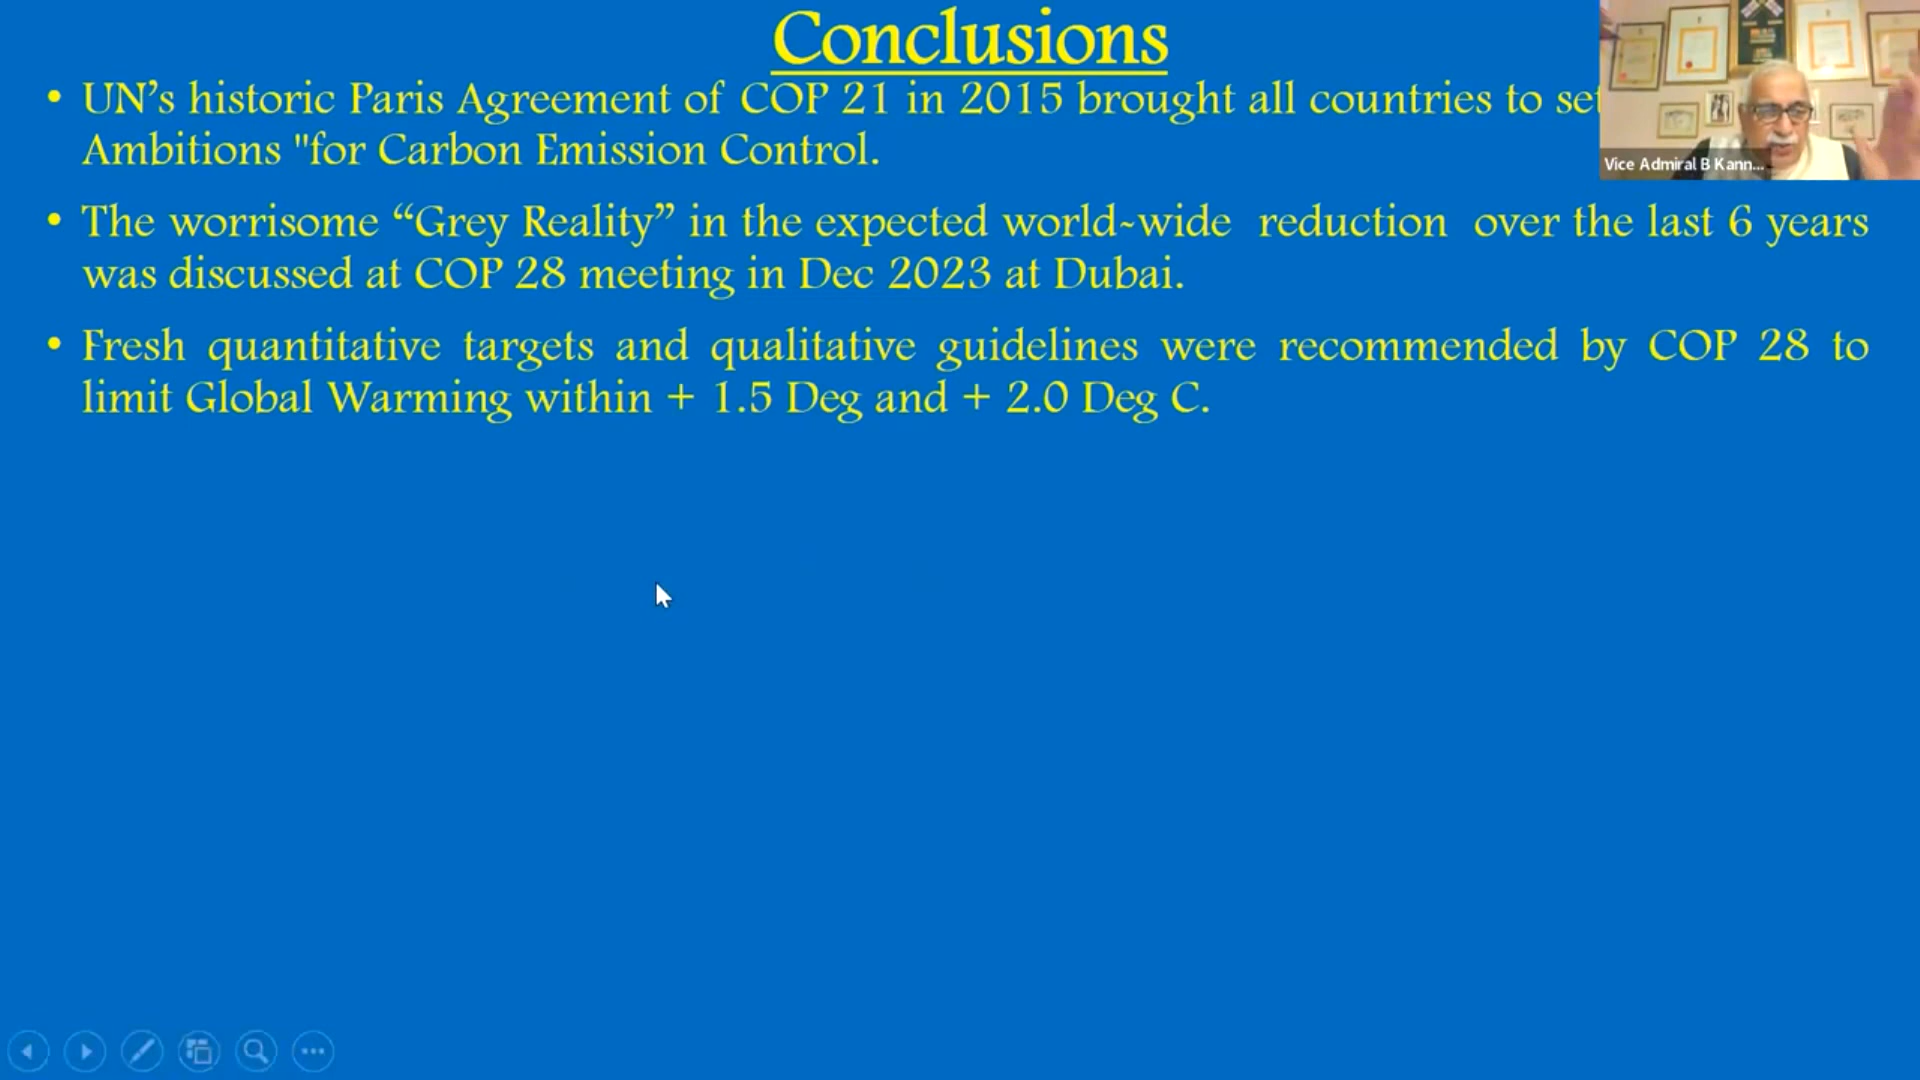 Conclusions
• UN’s historic Paris Agreement of COP 21 in 2015 brought all countries to set
Ambitions "for Carbon Emission Control.
• The worrisome “Grey Reality” in the expected world-wide reduction over the last 6 years
was discussed at COP 28 meeting in Dec 2023 at Dubai.
• Fresh quantitative targets and qualitative guidelines were recommended by COP 28 to
limit Global Warming within + 1.5 Deg and + 2.0 Deg C.
Vice Admiral B Kann...